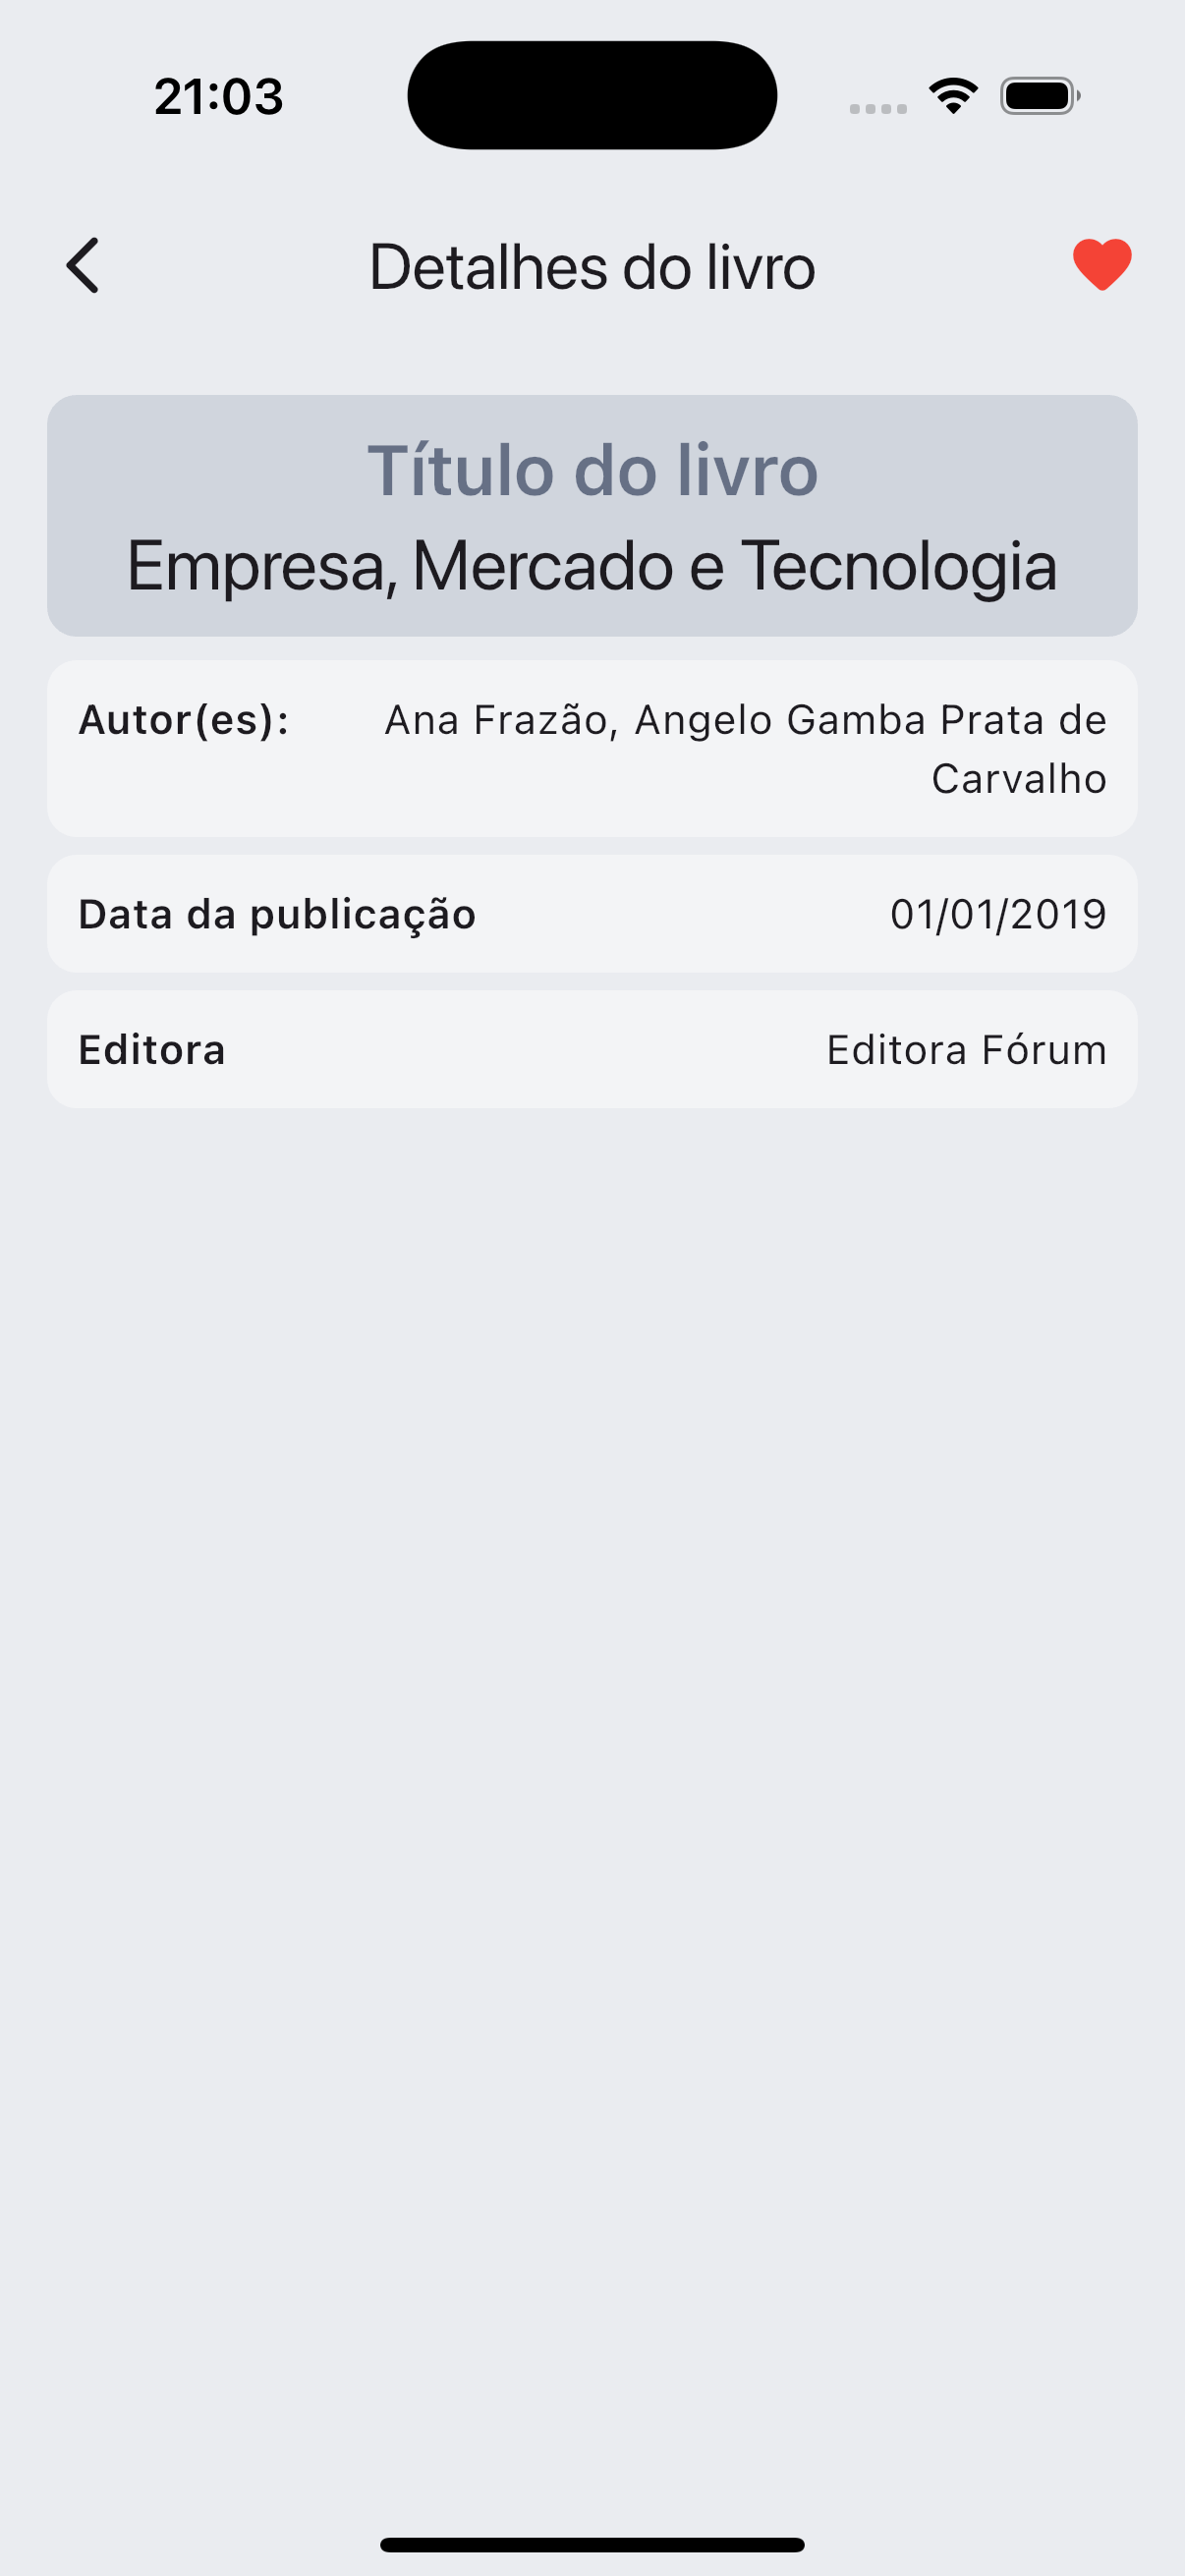 21:03
Detalhes do livro
Título do livro
Empresa, Mercado e Tecnologia
Autor(es): Ana Frazão, Angelo Gamba Prata de
Carvalho
Data da publicação 01/01/2019
Editora Editora Fórum